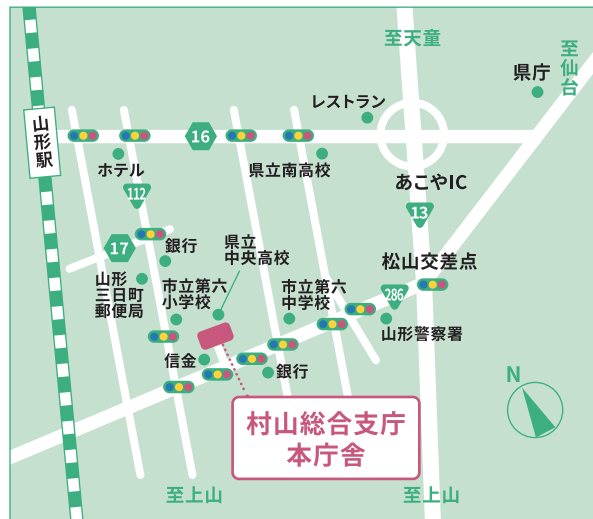 至天童
至仙台
県庁
レストラン
山形駅
16
ホテル
県立南高校
あこやIC
112
13
17
銀行
県立
中央高校
松山交差点
山形
三日町
郵便局
市立第六
小学校
市立第六
中学校
286
山形警察署
信金
銀行
N
村山総合支庁
本庁舎
至上山
至上山